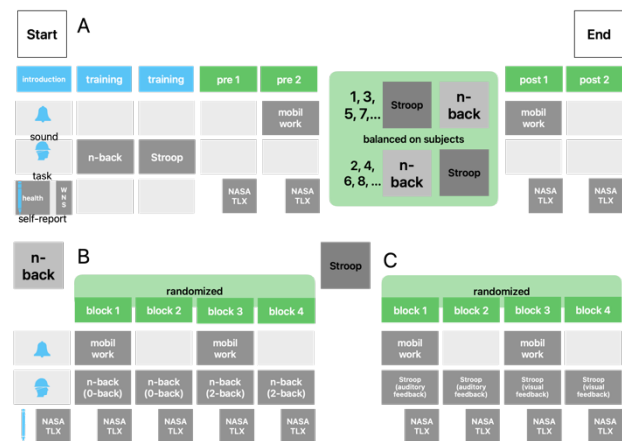 Start
A
End
introduction
training
training
pre 1
pre 2
post 1
post 2
1, 3,
5, 7,...
Stroop
n-
back
balanced on subjects
2, 4,
6, 8, ...
n-
back
Stroop
sound
mobil
work
mobil
work
task
n-back
Stroop
health
W
N
S
self-report
NASA
TLX
NASA
TLX
NASA
TLX
NASA
TLX
n-
back
B
randomized
block 1
block 2
block 3
block 4
mobil
work
mobil
work
n-back
(0-back)
n-back
(0-back)
n-back
(2-back)
n-back
(2-back)
NASA
TLX
NASA
TLX
NASA
TLX
NASA
TLX
Stroop
C
randomized
block 1
block 2
block 3
block 4
mobil
work
mobil
work
Stroop
(auditory
feedback)
Stroop
(auditory
feedback)
Stroop
(visual
feedback)
Stroop
(visual
feedback)
NASA
TLX
NASA
TLX
NASA
TLX
NASA
TLX